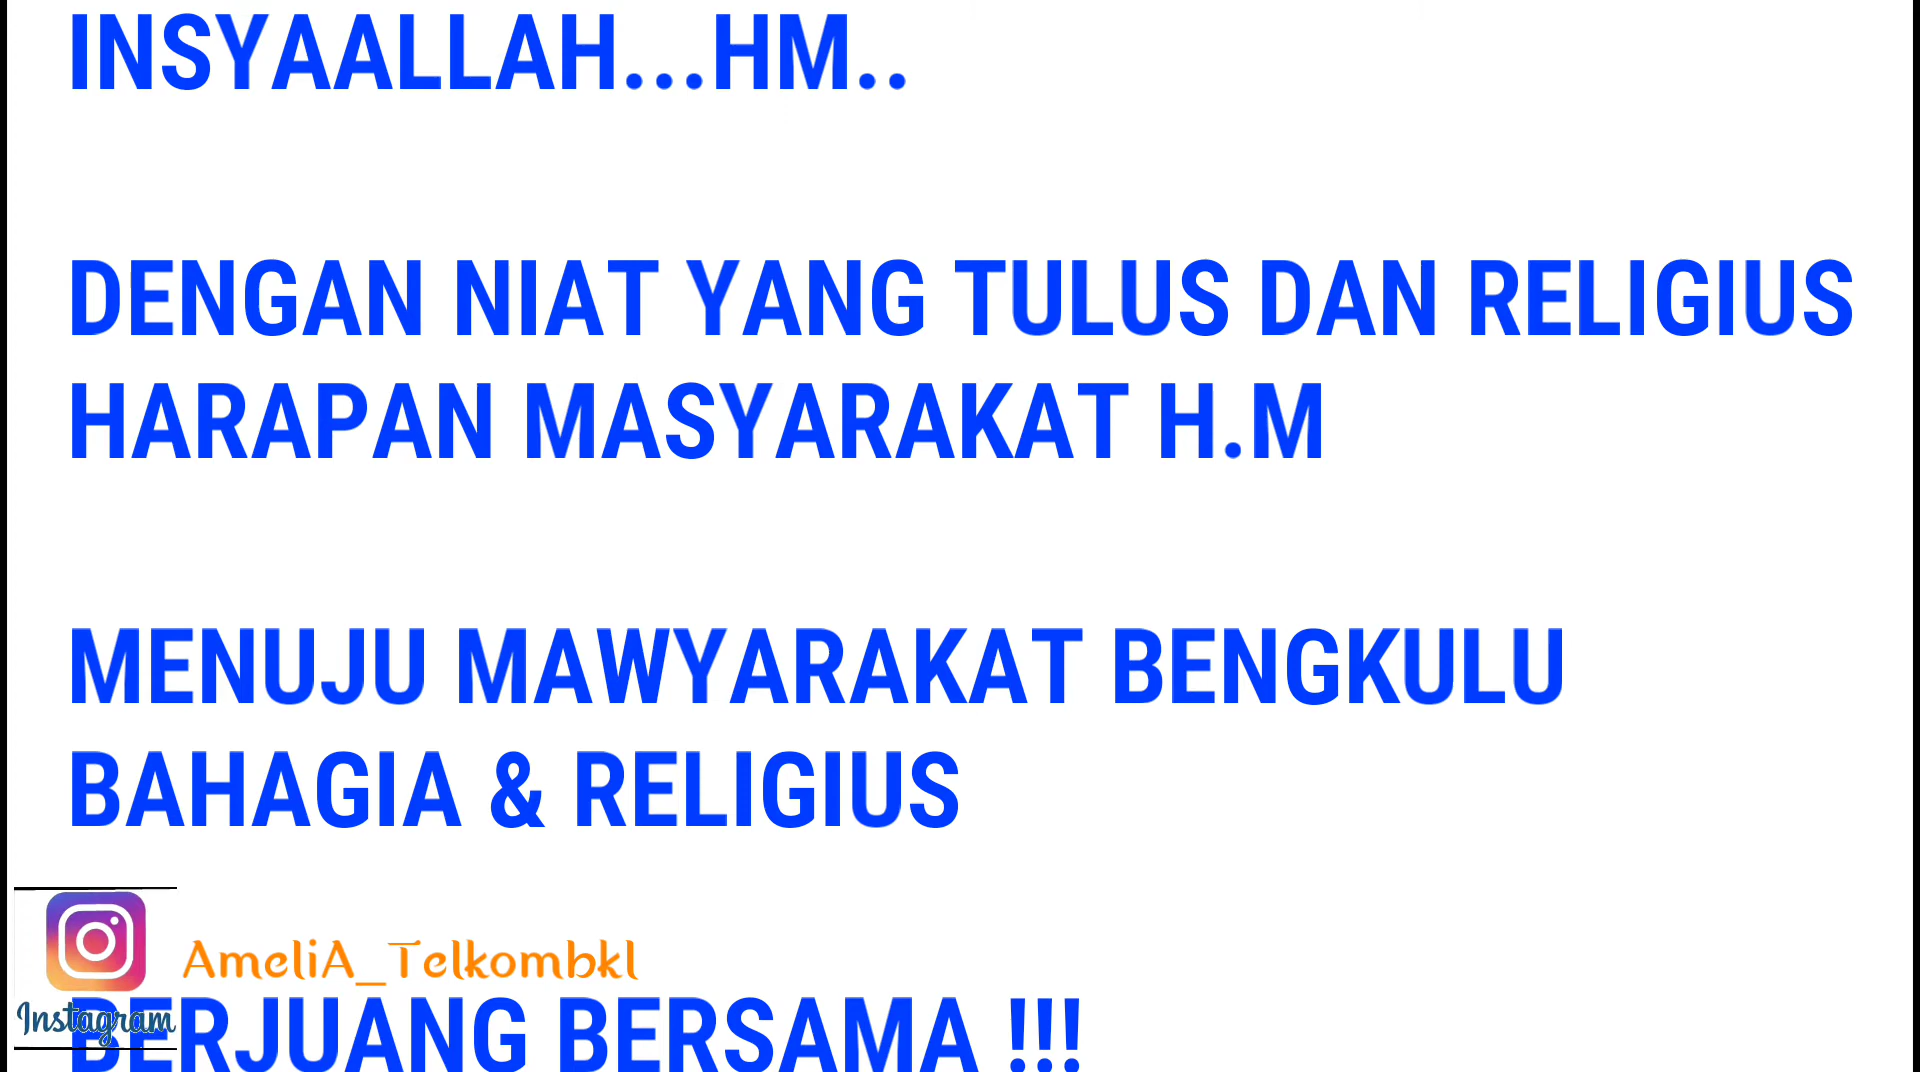 INSYAALLAH...HM..
DENGAN NIAT YANG TULUS DAN RELIGIUS
HARAPAN MASYARAKAT H.M
MENUJU MAWYARAKAT BENGKULU
BAHAGIA & RELIGIUS
AmeliA_Telkombkl
Instagram
BERJUANG BERSAMA !!!